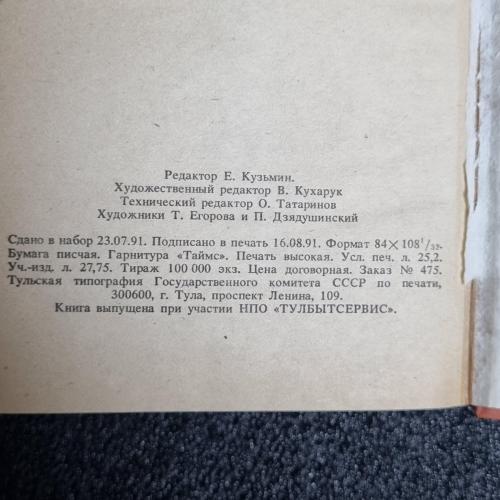 Редактор Е. Кузьмин.
Художественный редактор В. Кухарук
Технический редактор О. Татаринов
Художники Т. Егорова и П. Дзядушинский
Сдано в набор 23.07.91. Подписано в печать 16.08.91. Формат 84×108¹/₃₂.
Бумага писчая. Гарнитура «Таймс». Печать высокая. Усл. печ. л. 25,2.
Уч.-изд. л. 27,75. Тираж 100 000 экз. Цена договорная. Заказ № 475.
Тульская типография Государственного комитета СССР по печати,
300600, г. Тула, проспект Ленина, 109.
Книга выпущена при участии НПО «ТУЛБЫТСЕРВИС».